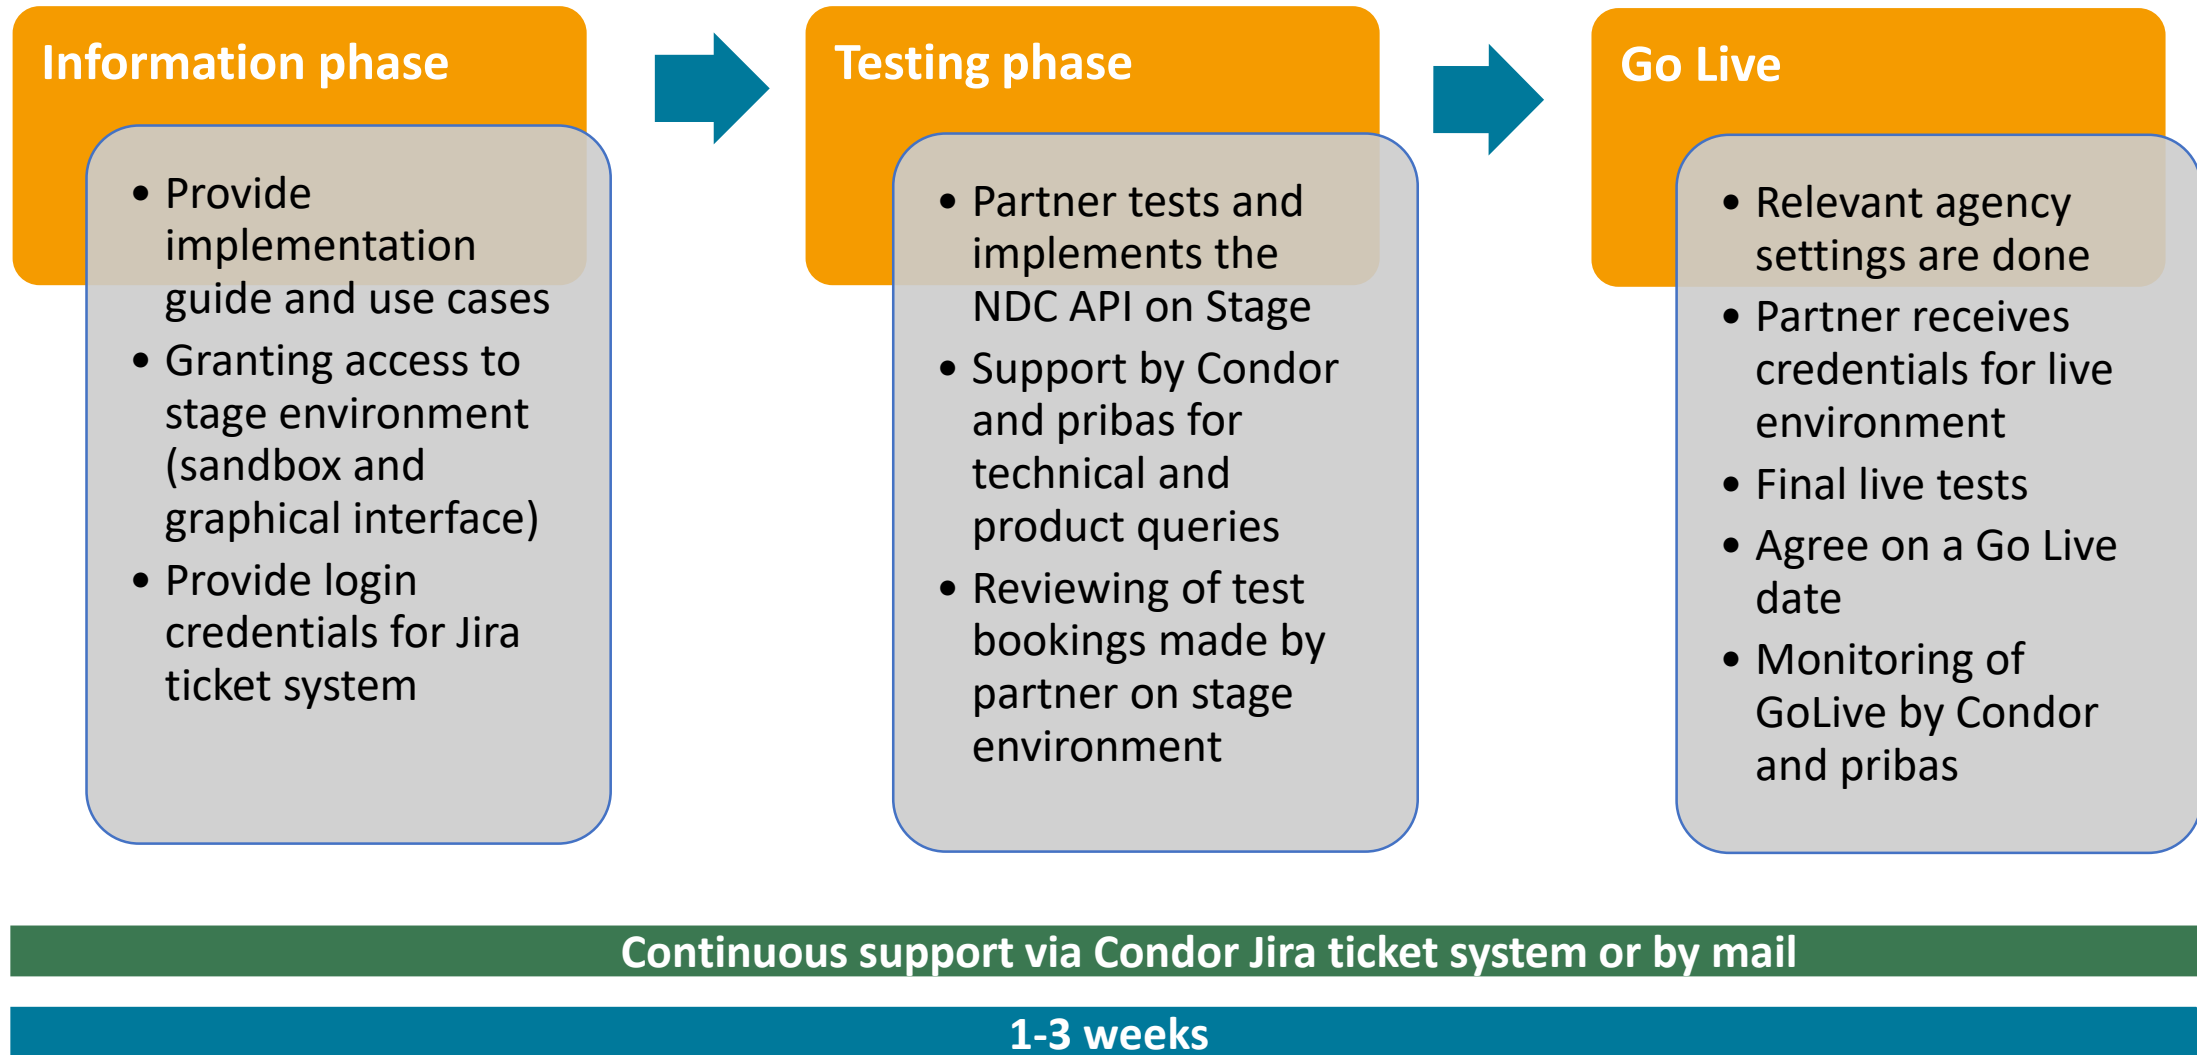 Information phase
• Provide
implementation
guide and use cases
• Granting access to
stage environment
(sandbox and
graphical interface)
• Provide login
credentials for Jira
ticket system
Testing phase
• Partner tests and
implements the
NDC API on Stage
• Support by Condor
and pribas for
technical and
product queries
• Reviewing of test
bookings made by
partner on stage
environment
Go Live
• Relevant agency
settings are done
• Partner receives
credentials for live
environment
• Final live tests
• Agree on a Go Live
date
• Monitoring of
GoLive by Condor
and pribas
Continuous support via Condor Jira ticket system or by mail
1-3 weeks